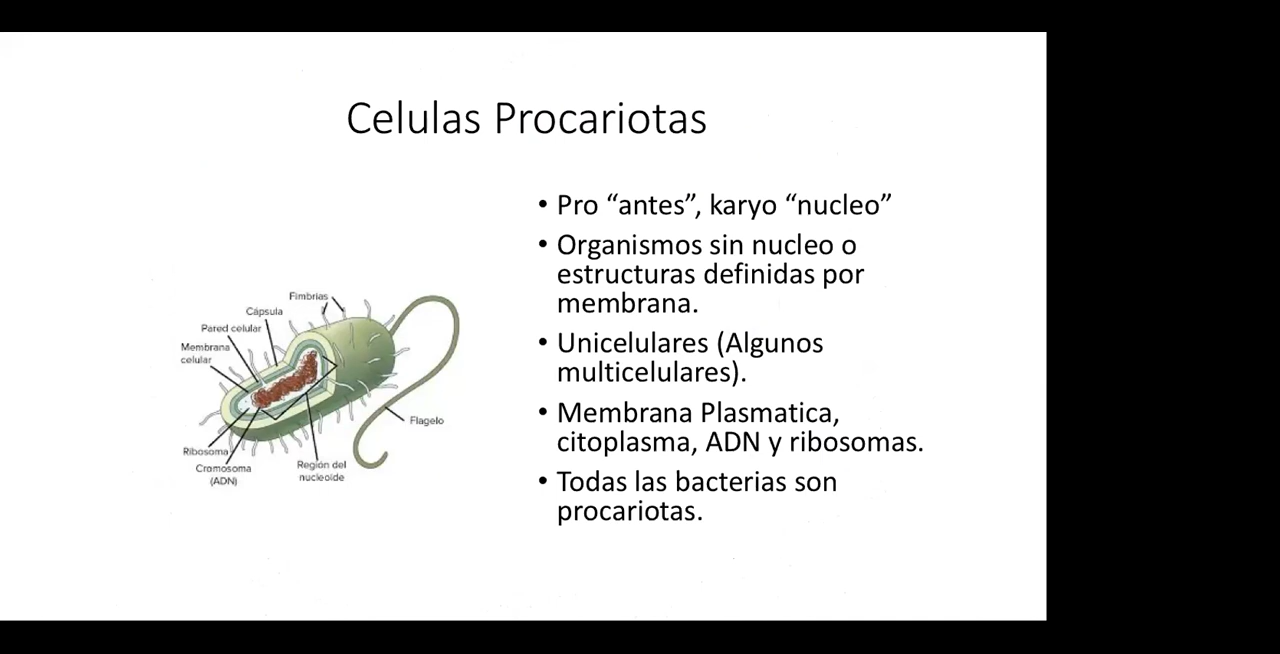 Celulas Procariotas
• Pro “antes”, karyo “nucleo”
• Organismos sin nucleo o
estructuras definidas por
membrana.
• Unicelulares (Algunos
multicelulares).
• Membrana Plasmatica,
citoplasma, ADN y ribosomas.
• Todas las bacterias son
procariotas.
Fimbrias
Cápsula
Pared celular
Membrana
celular
Flagelo
Ribosoma
Cromosoma
(ADN)
Región del
nucleoide